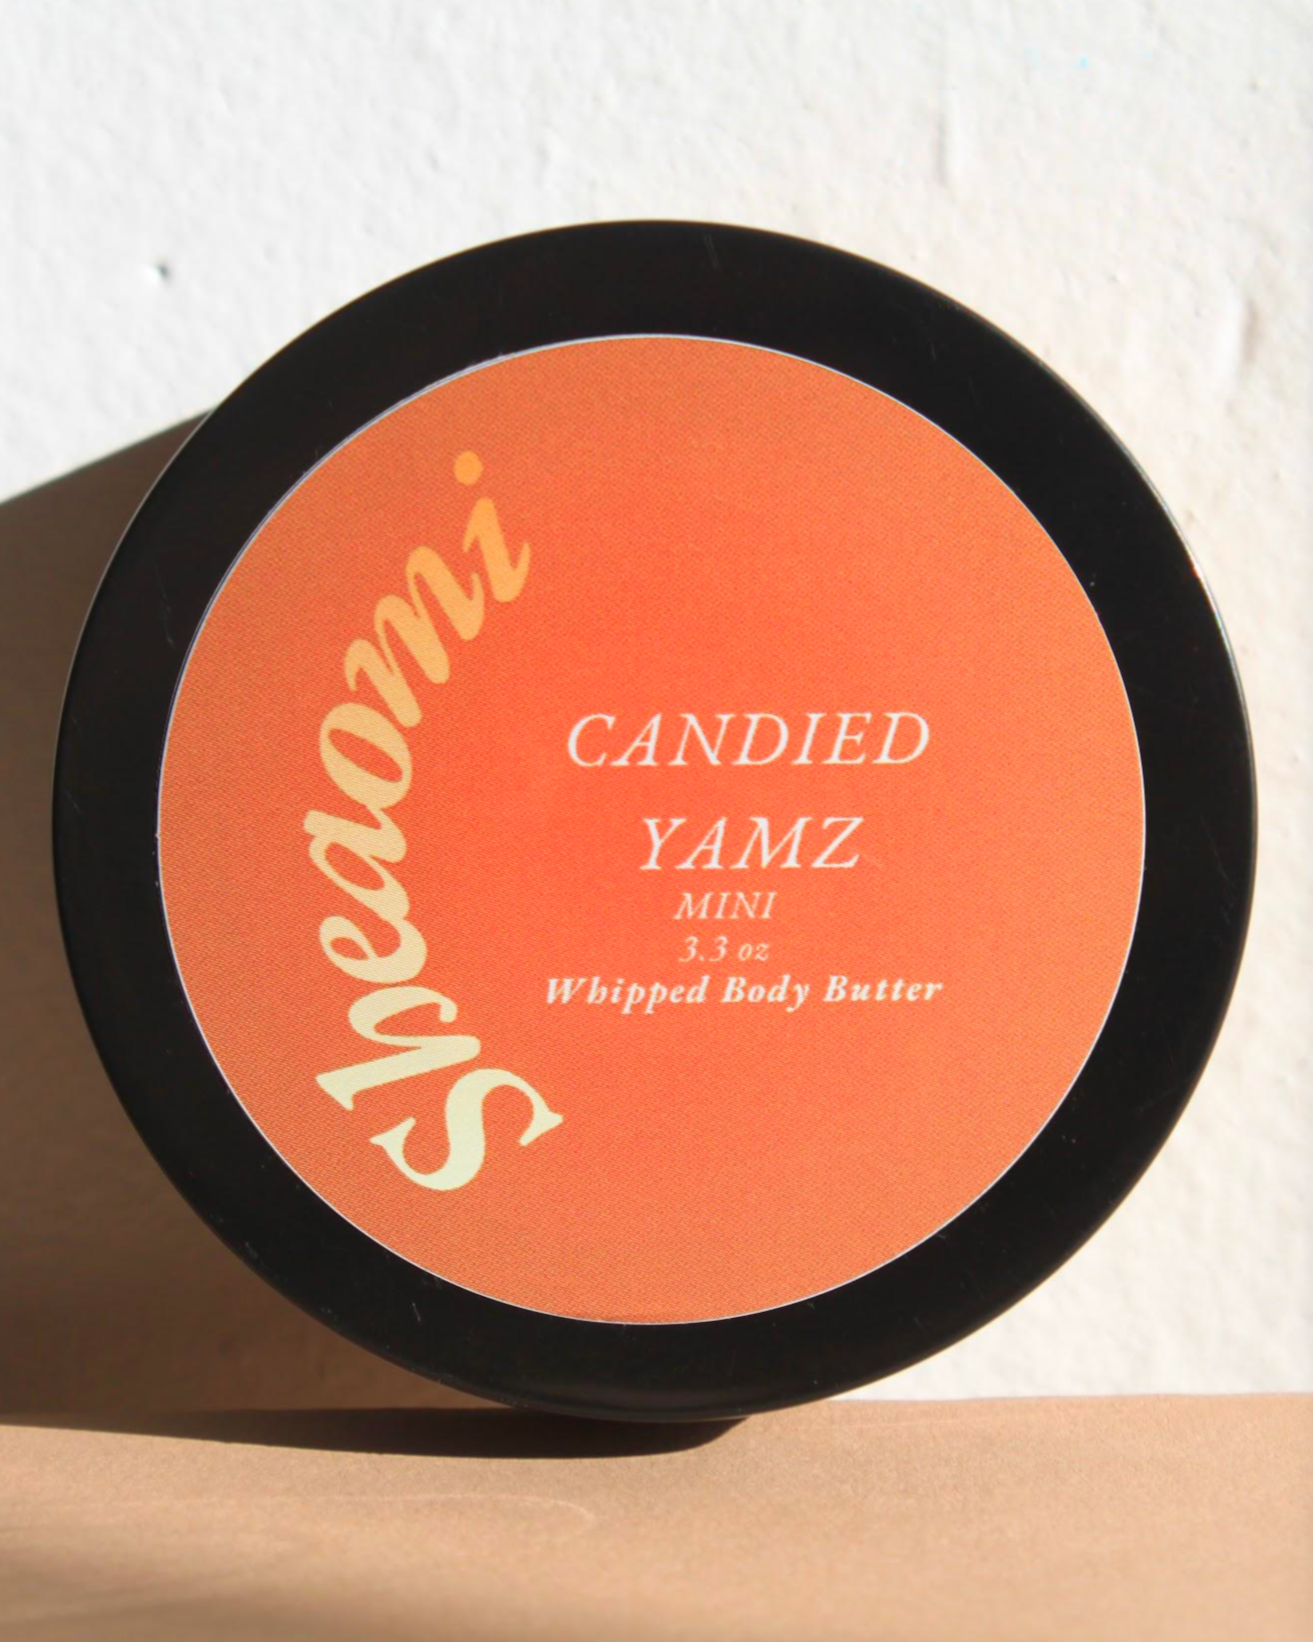 Sheaomi
CANDIED
YAMZ
MINI
3.3 oz
Whipped Body Butter